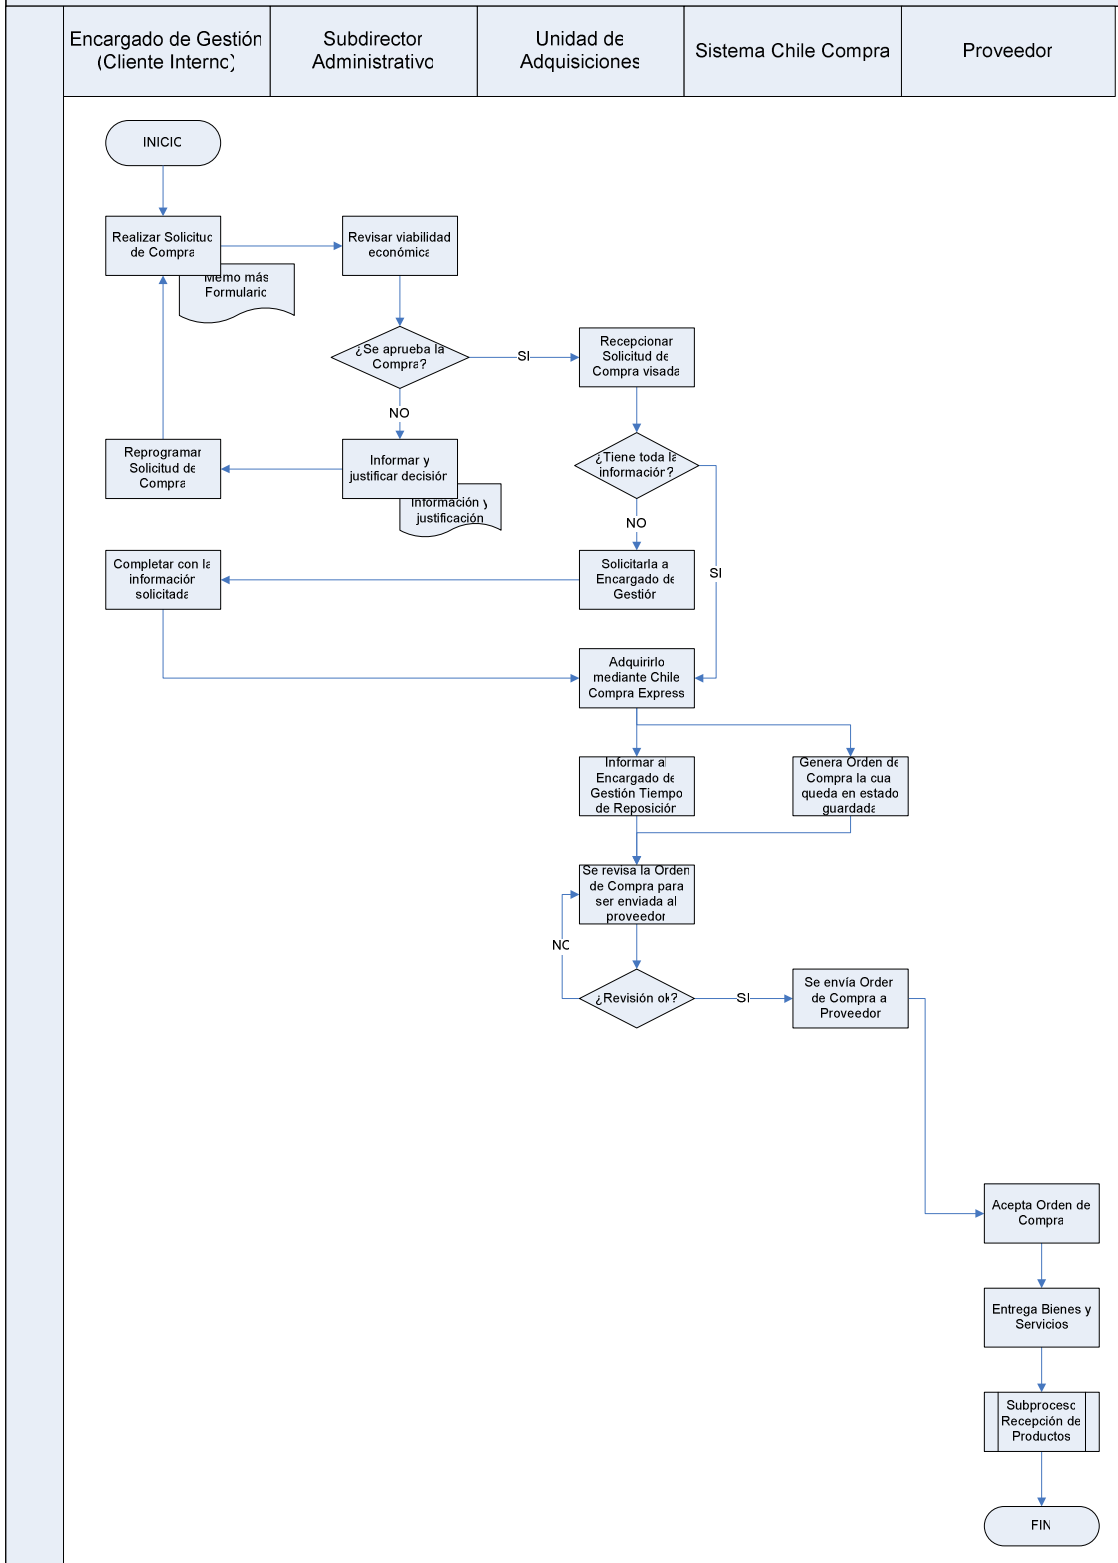 Encargado de Gestión
(Cliente Interno)
Subdirector
Administrativo
Unidad de
Adquisiciones
Sistema Chile Compra
Proveedor
INICIO
Realizar Solicitud
de Compra
Memo más
Formulario
Revisar viabilidad
económica
¿Se aprueba la
Compra?
SI
NO
Recepcionar
Solicitud de
Compra visada
Reprogramar
Solicitud de
Compra
Informar y
justificar decisión
Información y
justificación
¿Tiene toda la
información?
NO
SI
Completar con la
información
solicitada
Solicitarla a
Encargado de
Gestión
Adquirirlo
mediante Chile
Compra Express
Informar al
Encargado de
Gestión Tiempo
de Reposición
Genera Orden de
Compra la cual
queda en estado
guardada
Se revisa la Orden
de Compra para
ser enviada al
proveedor
NO
¿Revisión ok?
SI
Se envía Orden
de Compra a
Proveedor
Acepta Orden de
Compra
Entrega Bienes y
Servicios
Subproceso
Recepción de
Productos
FIN